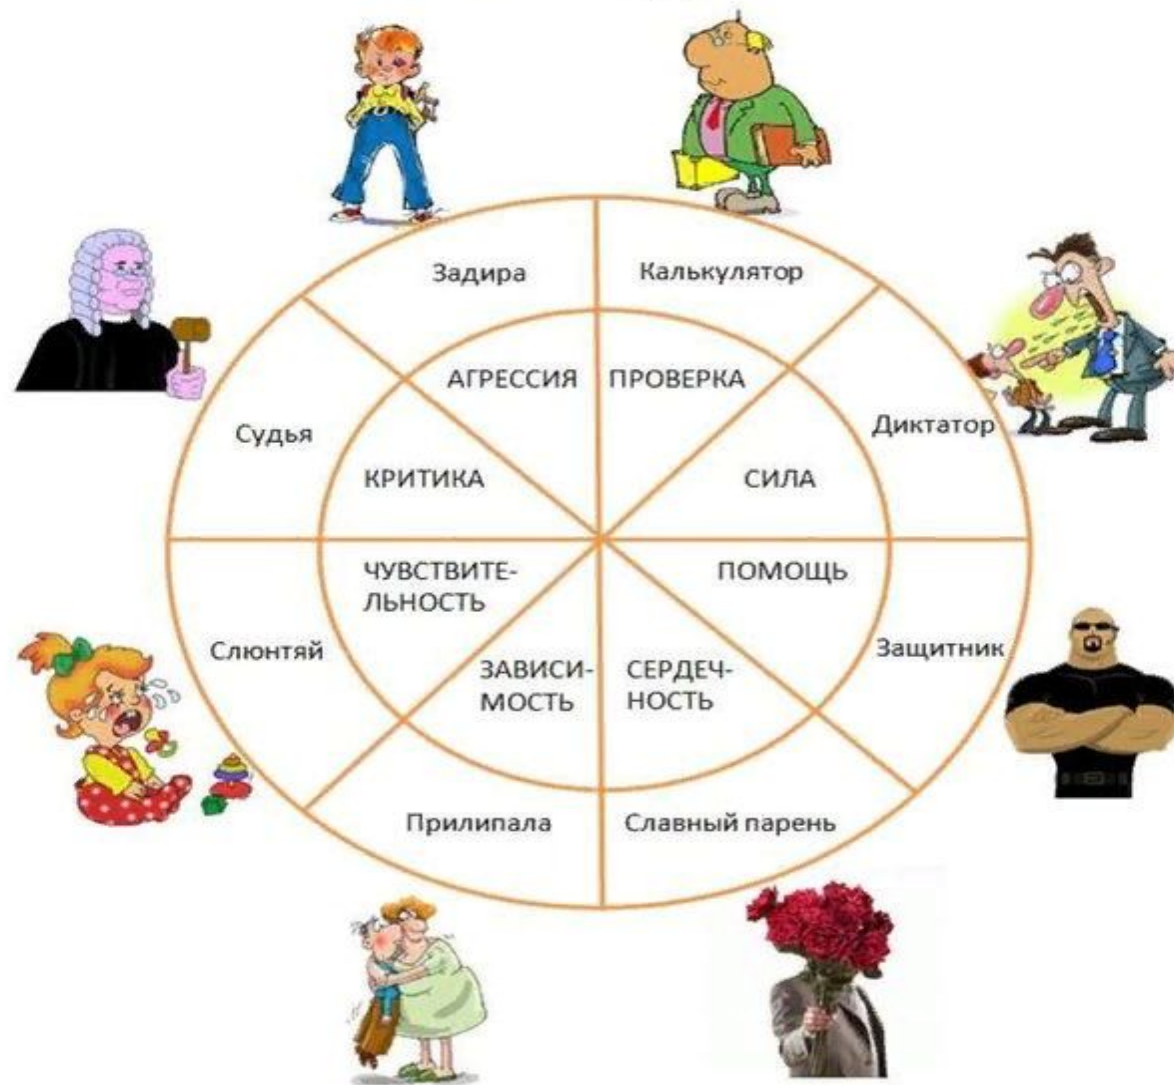 Задира
Калькулятор
АГРЕССИЯ
ПРОВЕРКА
Судья
Диктатор
КРИТИКА
СИЛА
ЧУВСТВИТЕ-
ЛЬНОСТЬ
ПОМОЩЬ
Слюнтяй
Защитник
ЗАВИСИ-
МОСТЬ
СЕРДЕЧ-
НОСТЬ
Прилипала
Славный парень